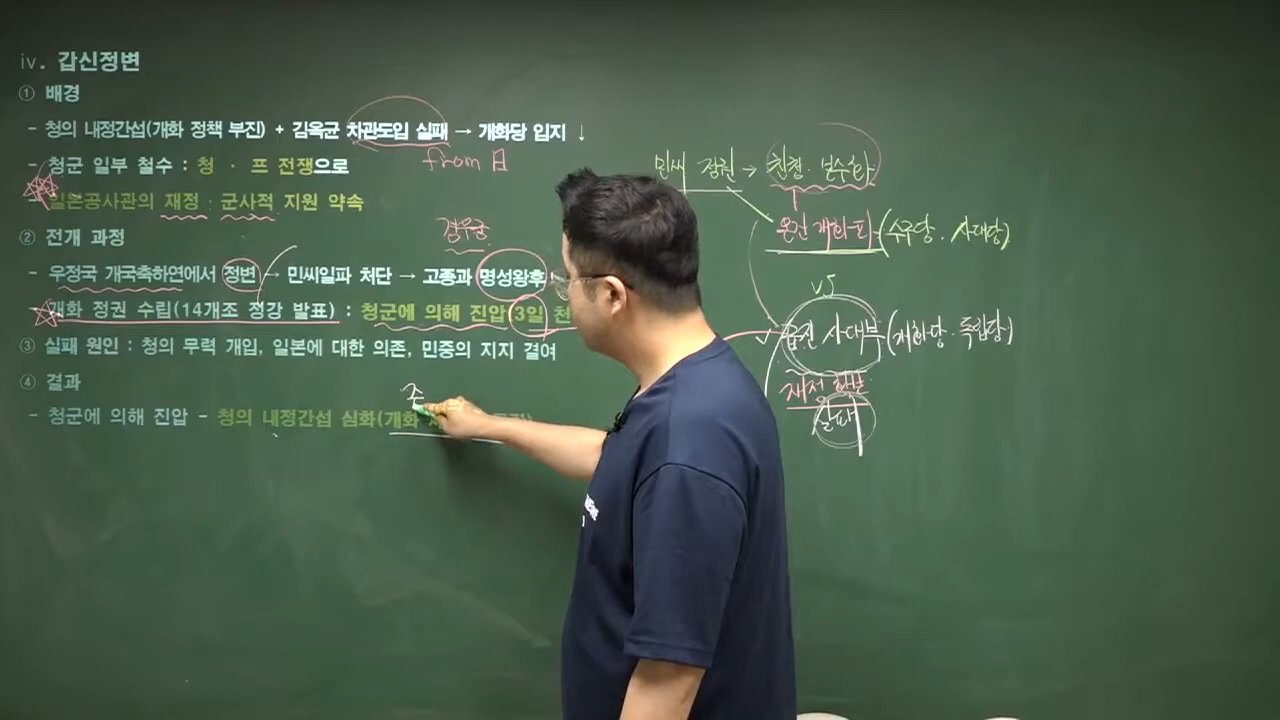 iv. 갑신정변
① 배경
- 청의 내정간섭(개화 정책 부진) + 김옥균 차관도입 실패 → 개화당 입지 ↓
from 日
- 청군 일부 철수 : 청 · 프 전쟁으로
일본공사관의 재정 · 군사적 지원 약속
② 전개 과정
경우궁
- 우정국 개국축하연에서 정변 → 민씨일파 처단 → 고종과 명성왕후
개화 정권 수립(14개조 정강 발표) : 청군에 의해 진압 3일 천
③ 실패 원인 : 청의 무력 개입, 일본에 대한 의존, 민중의 지지 결여
④ 결과
- 청군에 의해 진압 - 청의 내정간섭 심화(개화
민씨 정권 → 친청·보수화
온건 개화파 (수구당. 사대당)
vs
급진 사대부 (개화당. 독립당)
재정 확보
실패